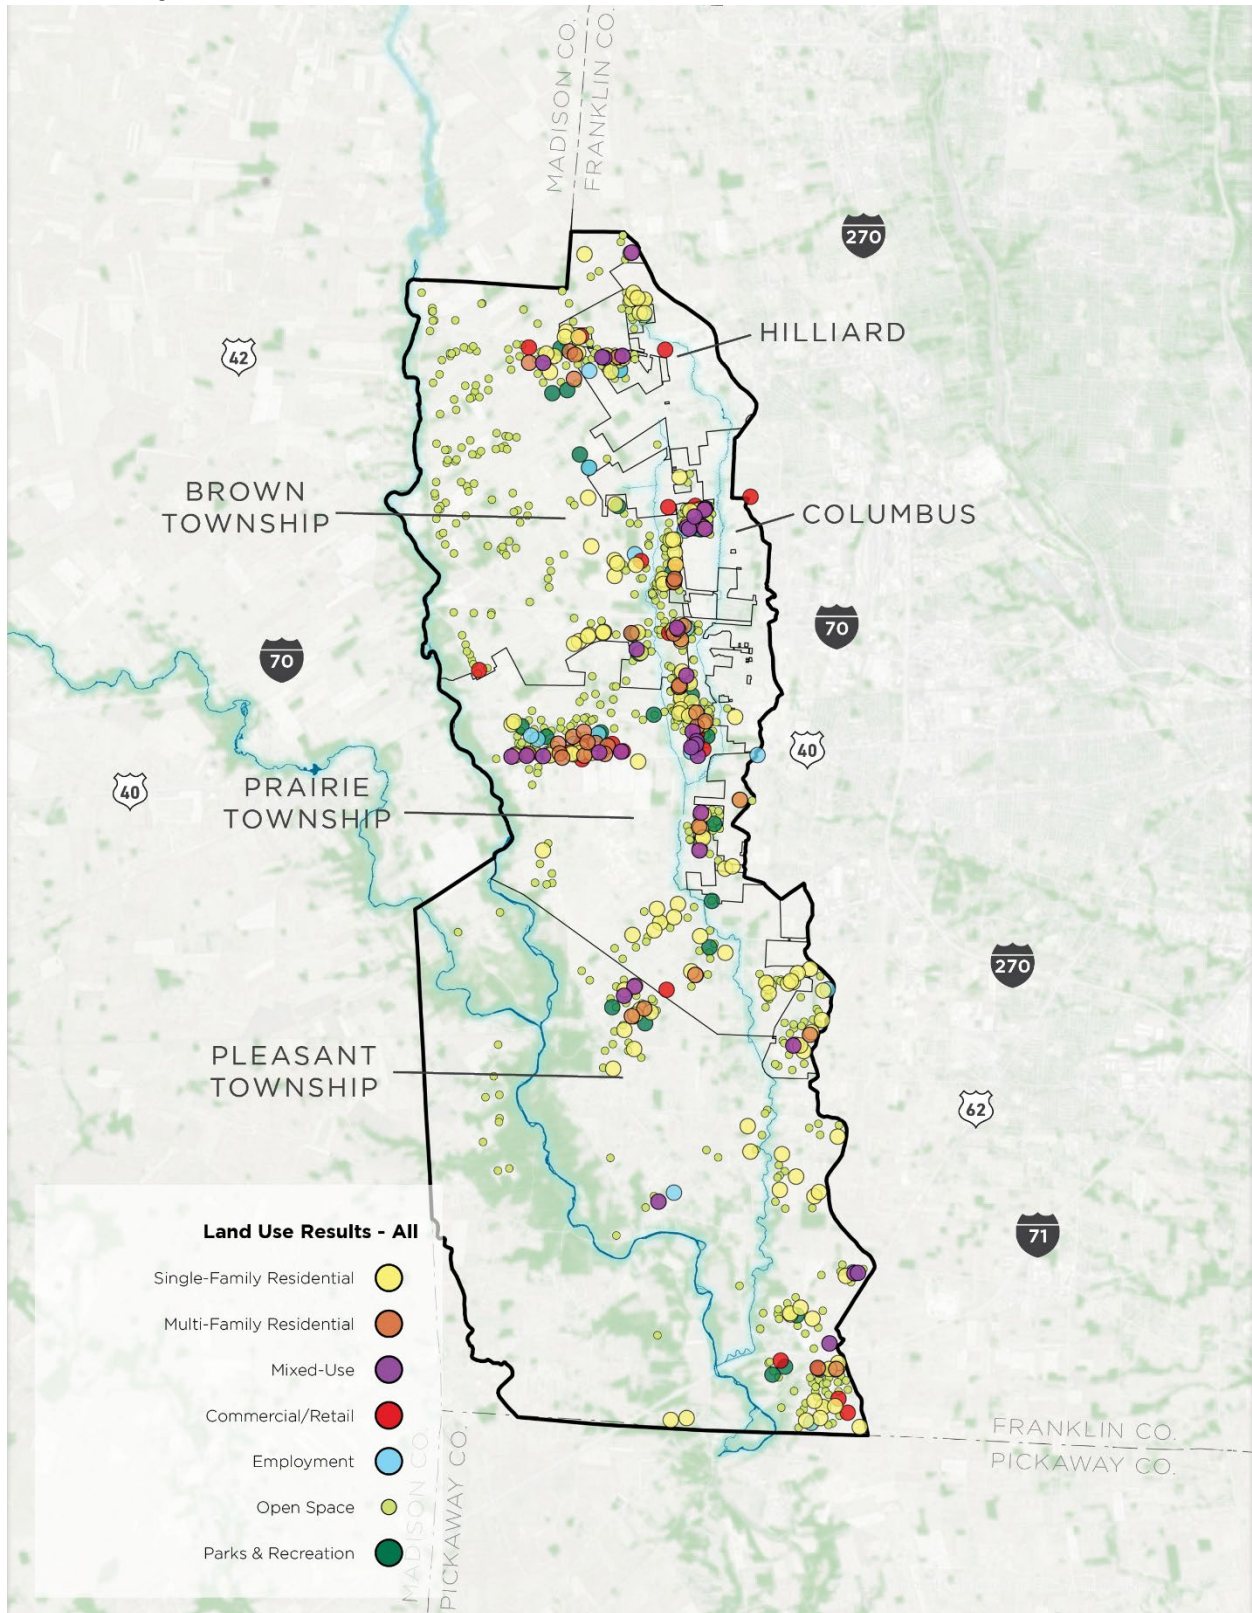 MADISON CO.
FRANKLIN CO.
270
HILLIARD
42
BROWN
TOWNSHIP
COLUMBUS
70
70
40
40
PRAIRIE
TOWNSHIP
270
PLEASANT
TOWNSHIP
62
71
Land Use Results - All
Single-Family Residential
Multi-Family Residential
Mixed-Use
Commercial/Retail
Employment
Open Space
Parks & Recreation
FRANKLIN CO.
PICKAWAY CO.
MADISON CO.
PICKAWAY CO.